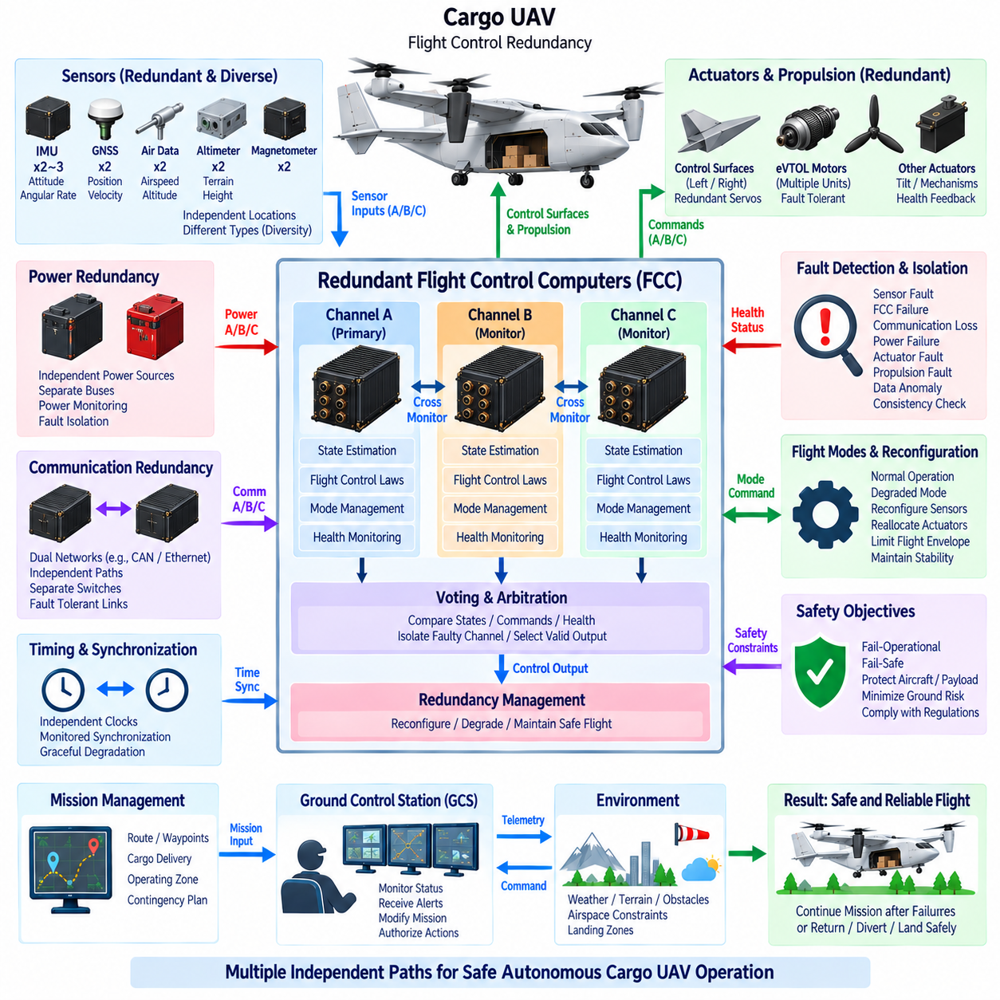 Cargo UAV
Flight Control Redundancy
Sensors (Redundant & Diverse)
IMU
x2~3
Attitude
Angular Rate
GNSS
x2
Position
Velocity
Air Data
x2
Airspeed
Altitude
Altimeter
x2
Terrain
Height
Magnetometer
x2
Independent Locations
Different Types (Diversity)
Actuators & Propulsion (Redundant)
Control Surfaces
(Left / Right)
Redundant Servos
eVTOL Motors
(Multiple Units)
Fault Tolerant
Other Actuators
Tilt / Mechanisms
Health Feedback
Sensor
Inputs (A/B/C)
Control Surfaces
& Propulsion
Commands
(A/B/C)
Power Redundancy
Independent Power Sources
Separate Buses
Power Monitoring
Fault Isolation
Power
A/B/C
Communication Redundancy
Dual Networks (e.g., CAN / Ethernet)
Independent Paths
Separate Switches
Fault Tolerant Links
Comm
A/B/C
Timing & Synchronization
Independent Clocks
Monitored Synchronization
Graceful Degradation
Time
Sync
Redundant Flight Control Computers (FCC)
Channel A
(Primary)
State Estimation
Flight Control Laws
Mode Management
Health Monitoring
Cross
Monitor
Channel B
(Monitor)
State Estimation
Flight Control Laws
Mode Management
Health Monitoring
Cross
Monitor
Channel C
(Monitor)
State Estimation
Flight Control Laws
Mode Management
Health Monitoring
Voting & Arbitration
Compare States / Commands / Health
Isolate Faulty Channel / Select Valid Output
Control Output
Redundancy Management
Reconfigure / Degrade / Maintain Safe Flight
Health
Status
Fault Detection & Isolation
Sensor Fault
FCC Failure
Communication Loss
Power Failure
Actuator Fault
Propulsion Fault
Data Anomaly
Consistency Check
Mode
Command
Flight Modes & Reconfiguration
Normal Operation
Degraded Mode
Reconfigure Sensors
Reallocate Actuators
Limit Flight Envelope
Maintain Stability
Safety
Constraints
Safety Objectives
Fail-Operational
Fail-Safe
Protect Aircraft / Payload
Minimize Ground Risk
Comply with Regulations
Mission Management
Route / Waypoints
Cargo Delivery
Operating Zone
Contingency Plan
Mission
Input
Ground Control Station (GCS)
Monitor Status
Receive Alerts
Modify Mission
Authorize Actions
Telemetry
Command
Environment
Weather / Terrain / Obstacles
Airspace Constraints
Landing Zones
Result: Safe and Reliable Flight
Continue Mission after Failures
or Return / Divert / Land Safely
Multiple Independent Paths for Safe Autonomous Cargo UAV Operation